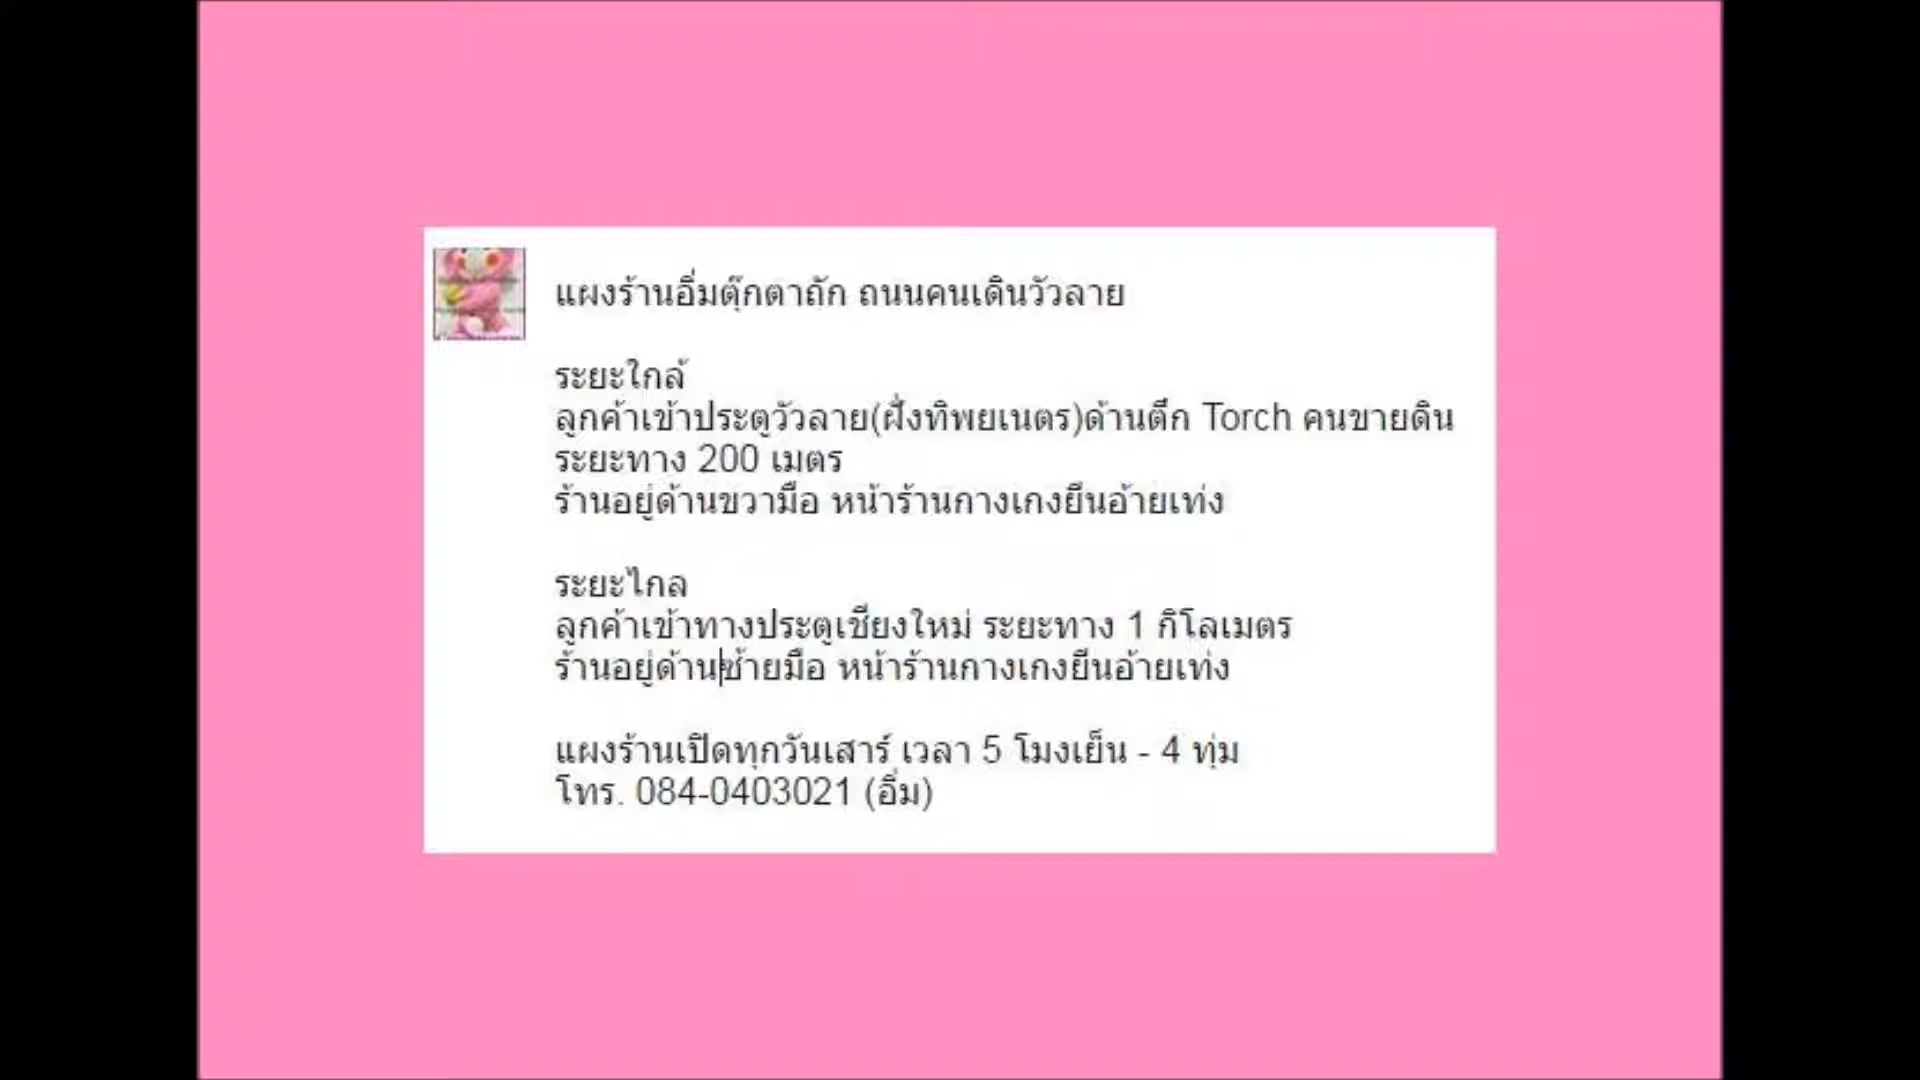 แผงร้านอิ่มตุ๊กตาถัก ถนนคนเดินวัวลาย
ระยะใกล้
ลูกค้าเข้าประตูวัวลาย(ฝั่งทิพยเนตร)ด้านตึก Torch คนขายดิน
ระยะทาง 200 เมตร
ร้านอยู่ด้านขวามือ หน้าร้านกางเกงยีนอ้ายเท่ง
ระยะไกล
ลูกค้าเข้าทางประตูเชียงใหม่ ระยะทาง 1 กิโลเมตร
ร้านอยู่ด้านซ้ายมือ หน้าร้านกางเกงยีนอ้ายเท่ง
แผงร้านเปิดทุกวันเสาร์ เวลา 5 โมงเย็น - 4 ทุ่ม
โทร. 084-0403021 (อิ่ม)